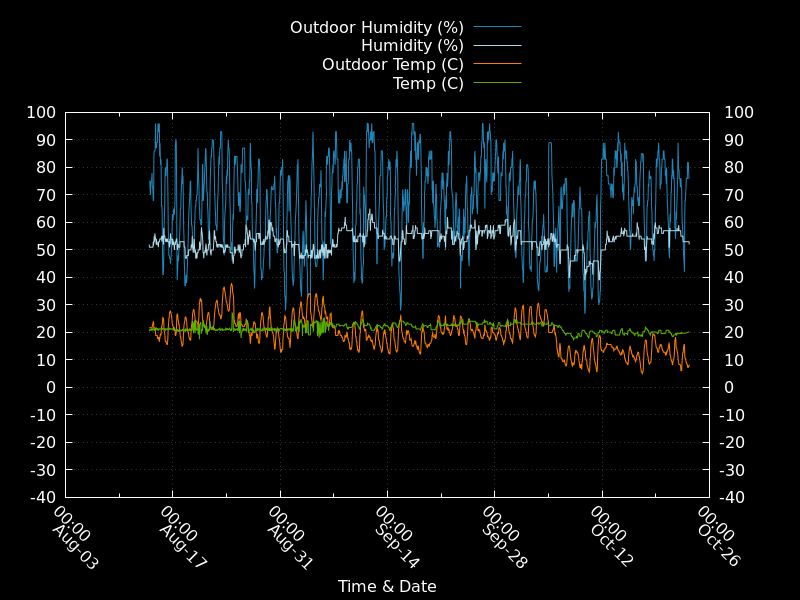 Outdoor Humidity (%)
Humidity (%)
Outdoor Temp (C)
Temp (C)
100 100
90 90
80 80
70 70
60 60
50 50
40 40
30 30
20 20
10 10
0 0
-10 -10
-20 -20
-30 -30
-40 -40
00:00 00:00 00:00 00:00 00:00 00:00 00:00
Aug-03 Aug-17 Aug-31 Sep-14 Sep-28 Oct-12 Oct-26
Time & Date